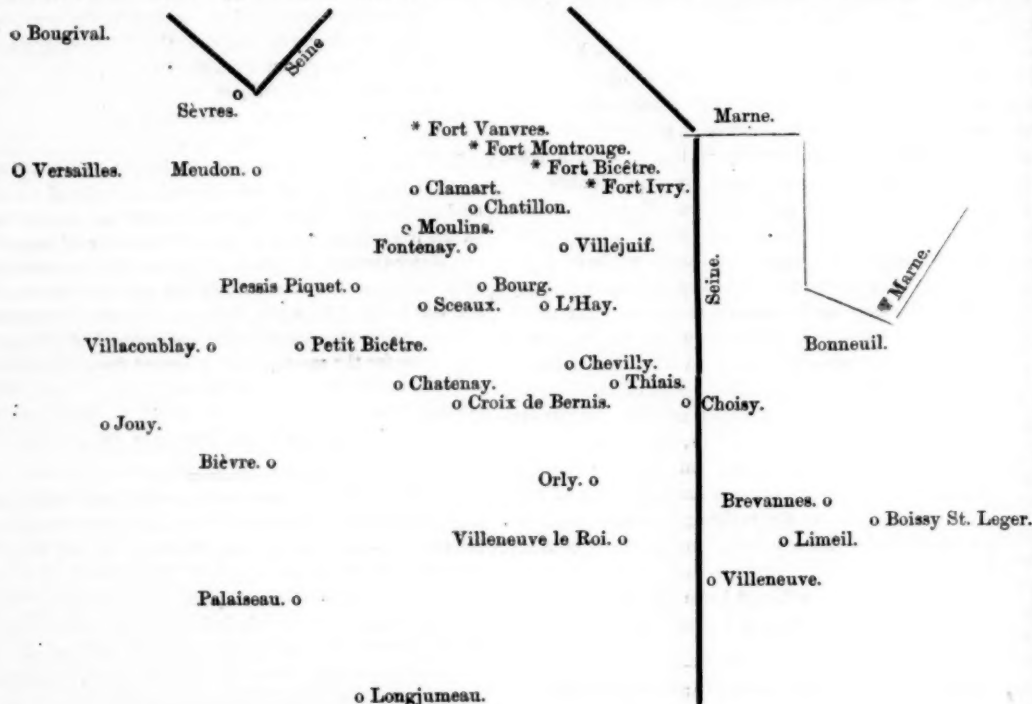 o Bougival.
Seine
Sèvres.
Marne.
* Fort Vanvres.
* Fort Montrouge.
* Fort Bicêtre.
* Fort Ivry.
O Versailles.
Meudon. o
o Clamart.
o Chatillon.
o Moulins.
Fontenay. o
o Villejuif.
Seine.
Marne.
Plessis Piquet. o
o Bourg.
o Sceaux.
o L'Hay.
Villacoublay. o
o Petit Bicêtre.
Bonneuil.
o Chevilly.
o Chatenay.
o Thiais.
o Croix de Bernis.
o Choisy.
o Jouy.
Bièvre. o
Orly. o
Brevannes. o
o Boissy St. Leger.
Villeneuve le Roi. o
o Limeil.
o Villeneuve.
Palaiseau. o
o Longjumeau.